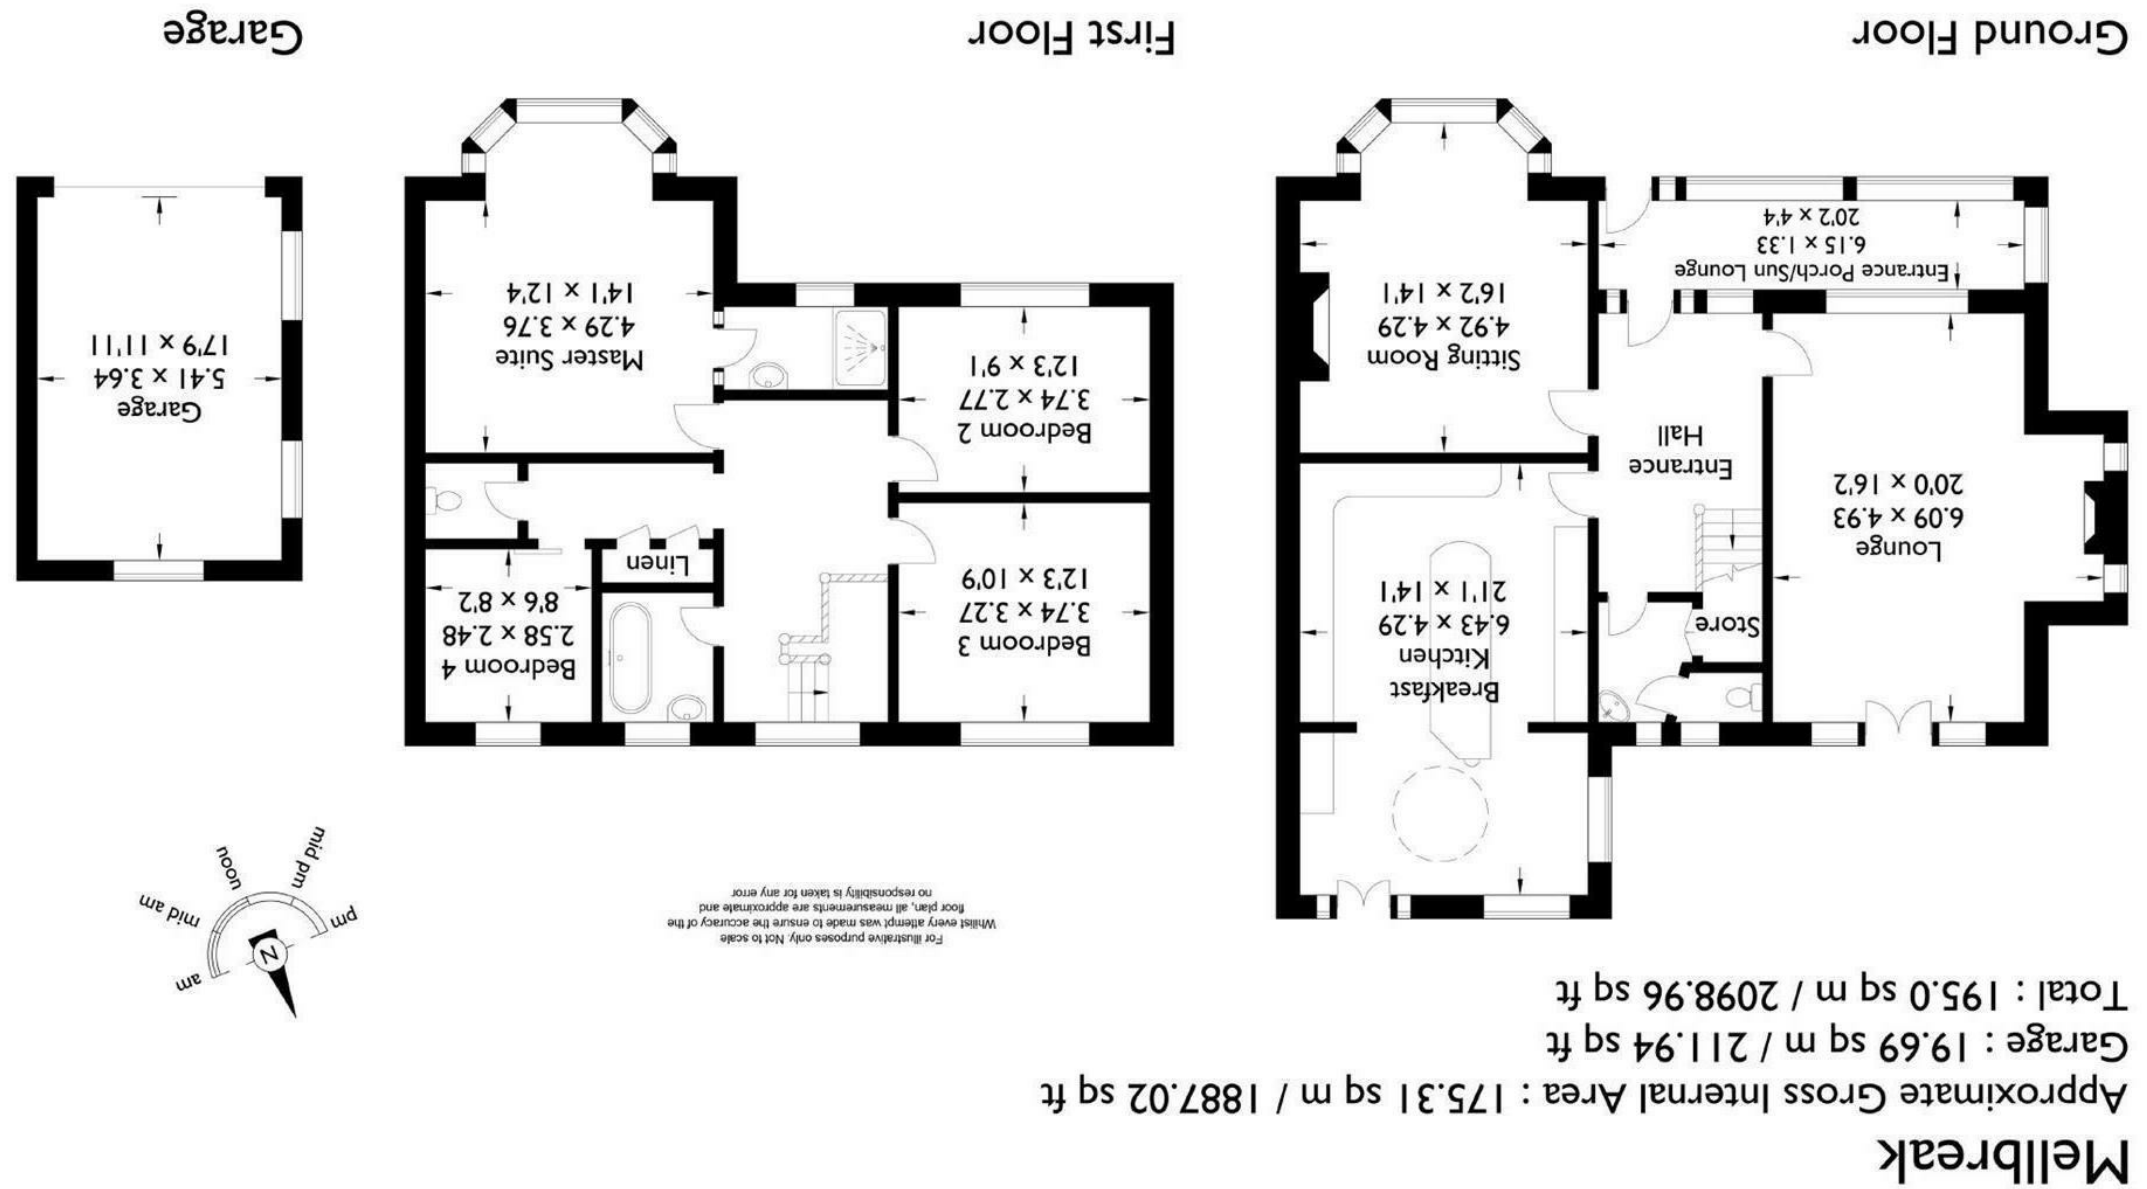 Mellbreak
Approximate Gross Internal Area : 175.31 sq m / 1887.02 sq ft
Garage : 19.69 sq m / 211.94 sq ft
Total : 195.0 sq m / 2098.96 sq ft
For illustrative purposes only. Not to scale
Whilst every attempt was made to ensure the accuracy of the
floor plan, all measurements are approximate and
no responsibility is taken for any error
am
N
pm
mid am
noon
mid pm
Breakfast
Kitchen
6.43 x 4.29
21'1 x 14'1
Store
Lounge
6.09 x 4.93
20'0 x 16'2
Entrance
Hall
Sitting Room
4.92 x 4.29
16'2 x 14'1
Entrance Porch/Sun Lounge
6.15 x 1.33
20'2 x 4'4
Ground Floor
Bedroom 3
3.74 x 3.27
12'3 x 10'9
Bedroom 4
2.58 x 2.48
8'6 x 8'2
Linen
Bedroom 2
3.74 x 2.77
12'3 x 9'1
Master Suite
4.29 x 3.76
14'1 x 12'4
First Floor
Garage
5.41 x 3.64
17'9 x 11'11
Garage